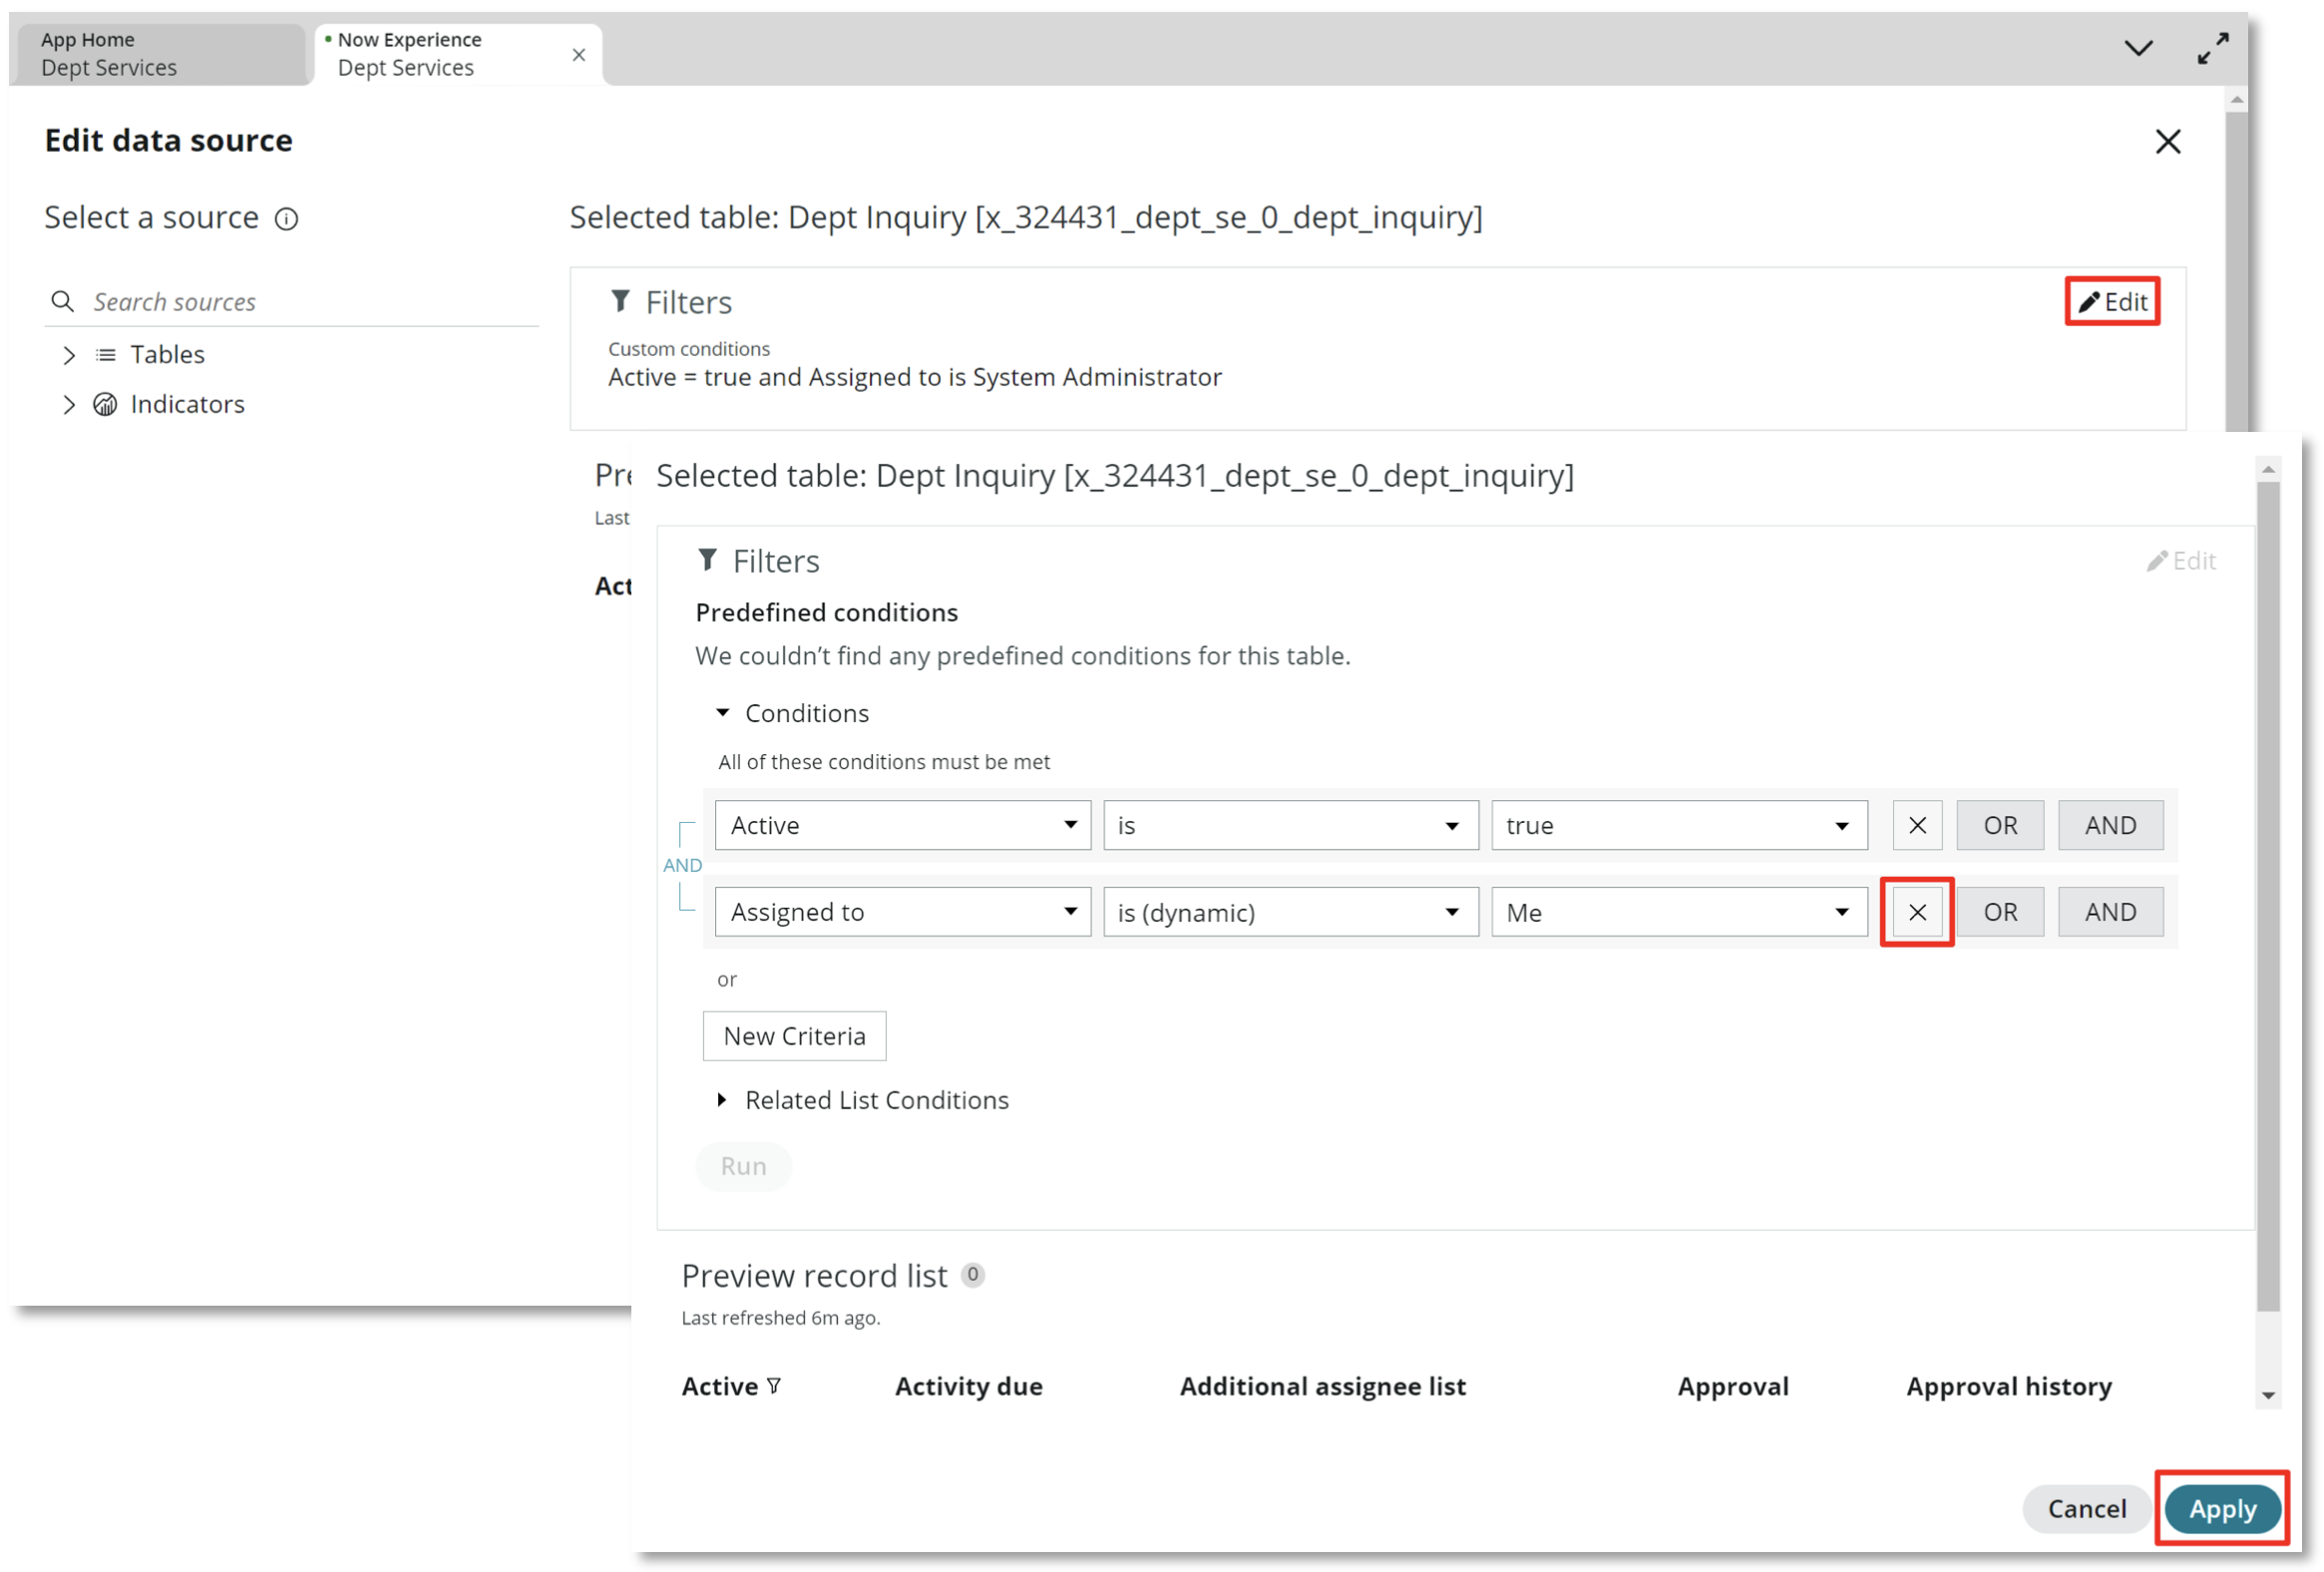 App Home
Dept Services
Now Experience
Dept Services
Edit data source
Select a source
Search sources
Tables
Indicators
Selected table: Dept Inquiry [x_324431_dept_se_0_dept_inquiry]
Filters
Edit
Custom conditions
Active = true and Assigned to is System Administrator
Pre
Last
Act
Selected table: Dept Inquiry [x_324431_dept_se_0_dept_inquiry]
Filters
Edit
Predefined conditions
We couldn't find any predefined conditions for this table.
Conditions
All of these conditions must be met
Active is true OR AND
AND
Assigned to is (dynamic) Me OR AND
or
New Criteria
Related List Conditions
Run
Preview record list 0
Last refreshed 6m ago.
Active Activity due Additional assignee list Approval Approval history
Cancel Apply